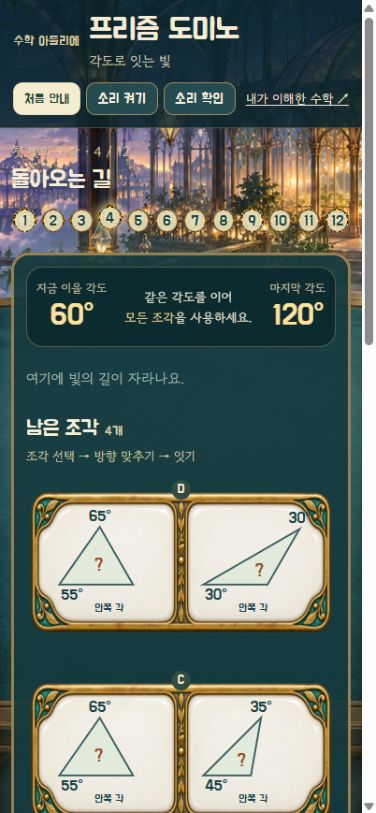 수학 아뜰리에
프리즘 도미노
각도로 잇는 빛
처음 안내
소리 켜기
소리 확인
내가 이해한 수학 ↗
4 / 12
돌아오는 길
1 2 3 4 5 6 7 8 9 10 11 12
지금 이을 각도
60°
같은 각도를 이어
모든 조각을 사용하세요.
마지막 각도
120°
여기에 빛의 길이 자라나요.
남은 조각 4개
조각 선택 → 방향 맞추기 → 잇기
D
65°
?
55°
안쪽 각
30°
?
30°
안쪽 각
C
65°
?
55°
안쪽 각
35°
?
45°
안쪽 각